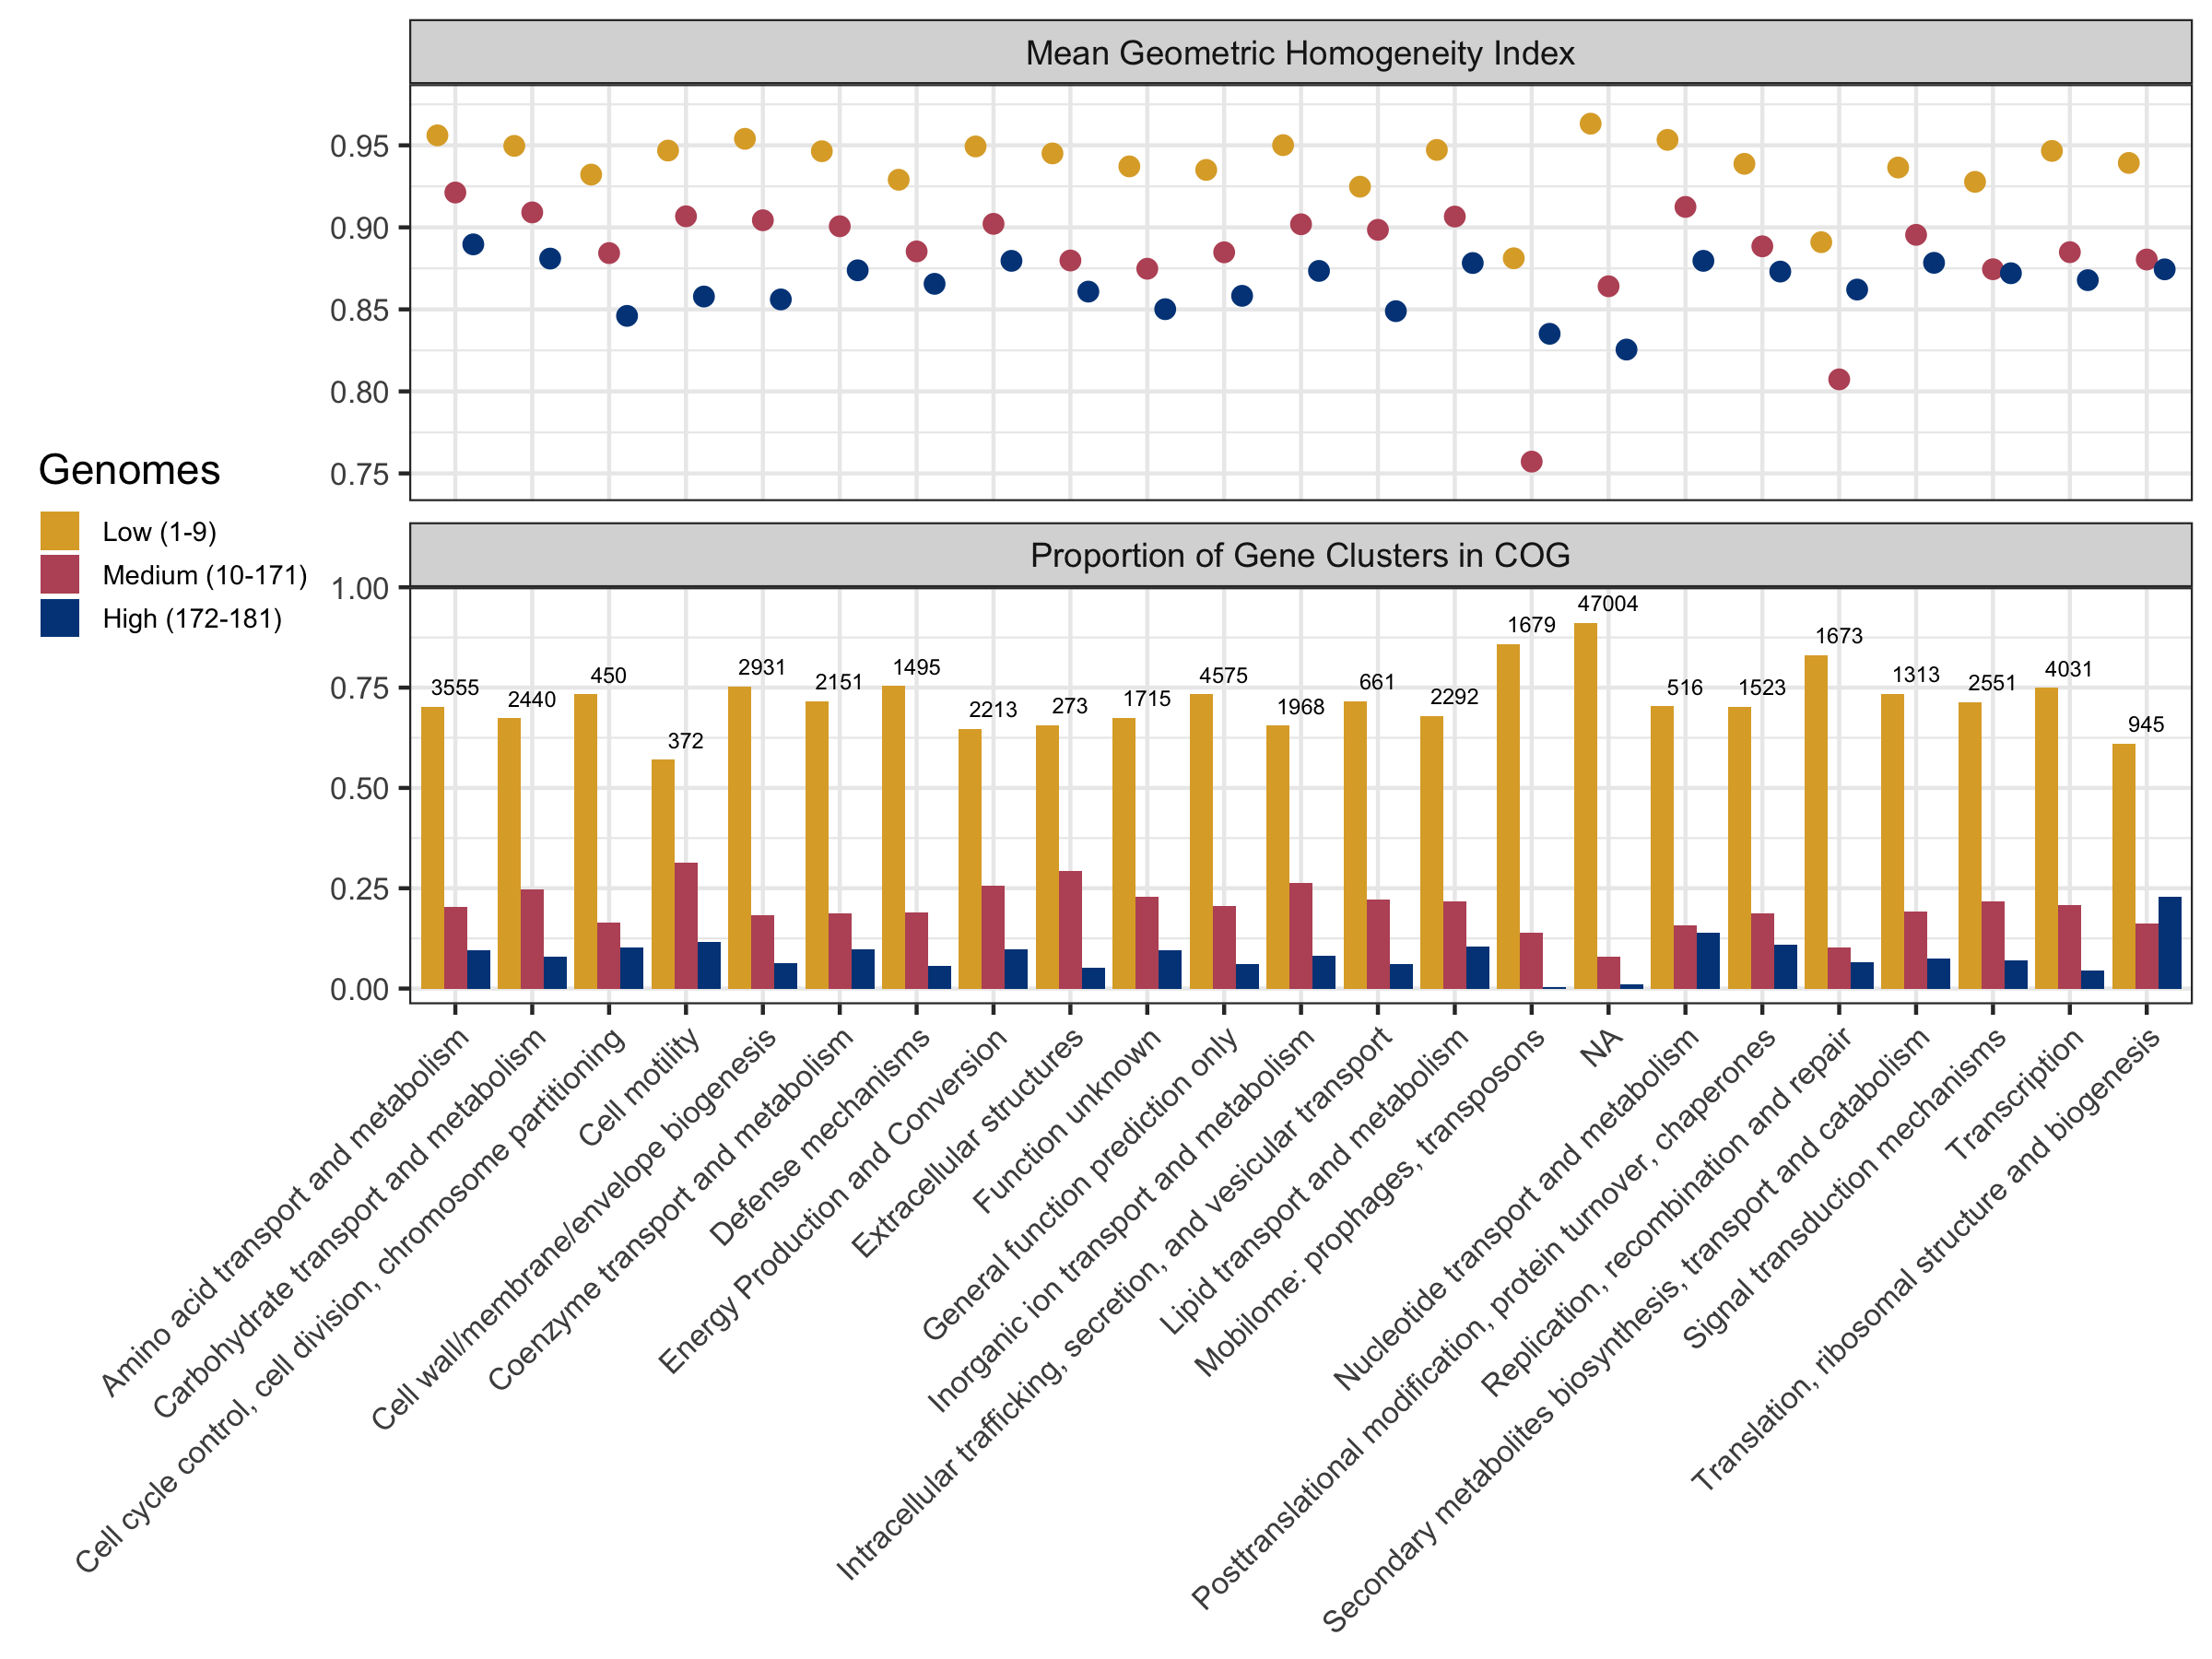 Mean Geometric Homogeneity Index
0.95
0.90
0.85
0.80
0.75
Genomes
Low (1-9)
Medium (10-171)
High (172-181)
Proportion of Gene Clusters in COG
1.00
0.75
0.50
0.25
0.00
3555
2440
450
372
2931
2151
1495
2213
273
1715
4575
1968
661
2292
1679
47004
516
1523
1673
1313
2551
4031
945
Amino acid transport and metabolism
Carbohydrate transport and metabolism
Cell cycle control, cell division, chromosome partitioning
Cell motility
Cell wall/membrane/envelope biogenesis
Coenzyme transport and metabolism
Defense mechanisms
Energy Production and Conversion
Extracellular structures
Function unknown
General function prediction only
Inorganic ion transport and metabolism
Intracellular trafficking, secretion, and vesicular transport
Lipid transport and metabolism
Mobilome: prophages, transposons
NA
Nucleotide transport and metabolism
Posttranslational modification, protein turnover, chaperones
Replication, recombination and repair
Secondary metabolites biosynthesis, transport and catabolism
Signal transduction mechanisms
Transcription
Translation, ribosomal structure and biogenesis